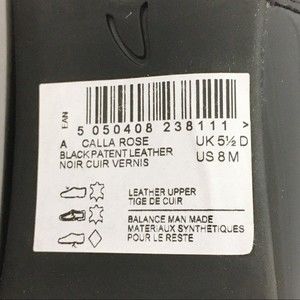 EAN
5 050408 238111 >
A CALLA ROSE UK 5½ D
BLACK PATENT LEATHER US 8 M
NOIR CUIR VERNIS
LEATHER UPPER
TIGE DE CUIR
BALANCE MAN MADE
MATERIAUX SYNTHETIQUES
POUR LE RESTE